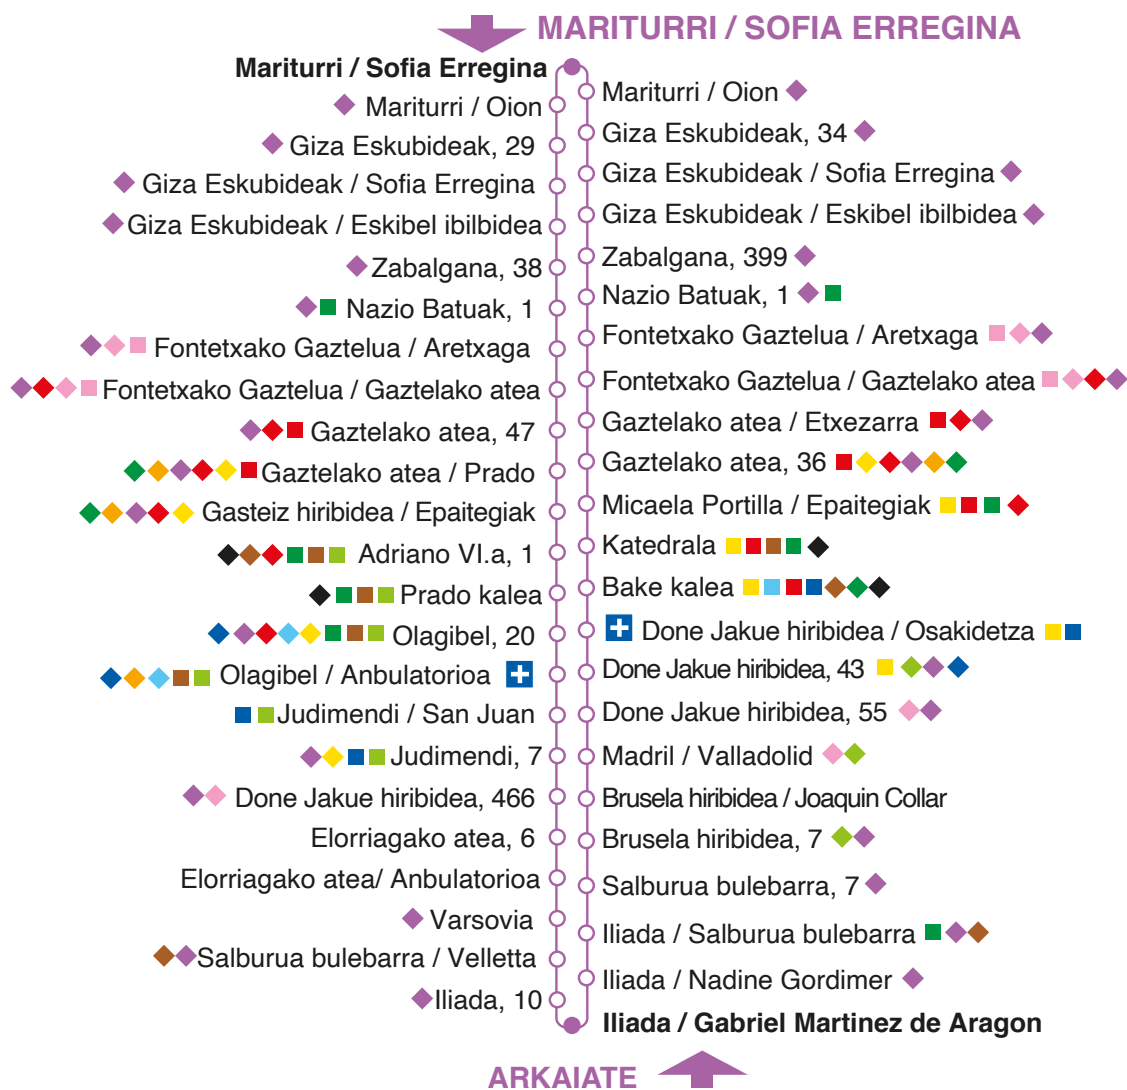 MARITURRI / SOFIA ERREGINA
Mariturri / Sofia Erregina
Mariturri / Oion
Giza Eskubideak, 29
Giza Eskubideak / Sofia Erregina
Giza Eskubideak / Eskibel ibilbidea
Zabalgana, 38
Nazio Batuak, 1
Fontetxako Gaztelua / Aretxaga
Fontetxako Gaztelua / Gaztelako atea
Gaztelako atea, 47
Gaztelako atea / Prado
Gasteiz hiribidea / Epaitegiak
Adriano VI.a, 1
Prado kalea
Olagibel, 20
Olagibel / Anbulatorioa
Judimendi / San Juan
Judimendi, 7
Done Jakue hiribidea, 466
Elorriagako atea, 6
Elorriagako atea/ Anbulatorioa
Varsovia
Salburua bulebarra / Velletta
Iliada, 10
Mariturri / Oion
Giza Eskubideak, 34
Giza Eskubideak / Sofia Erregina
Giza Eskubideak / Eskibel ibilbidea
Zabalgana, 399
Nazio Batuak, 1
Fontetxako Gaztelua / Aretxaga
Fontetxako Gaztelua / Gaztelako atea
Gaztelako atea / Etxezarra
Gaztelako atea, 36
Micaela Portilla / Epaitegiak
Katedrala
Bake kalea
Done Jakue hiribidea / Osakidetza
Done Jakue hiribidea, 43
Done Jakue hiribidea, 55
Madril / Valladolid
Brusela hiribidea / Joaquin Collar
Brusela hiribidea, 7
Salburua bulebarra, 7
Iliada / Salburua bulebarra
Iliada / Nadine Gordimer
Iliada / Gabriel Martinez de Aragon
ARKAIATE